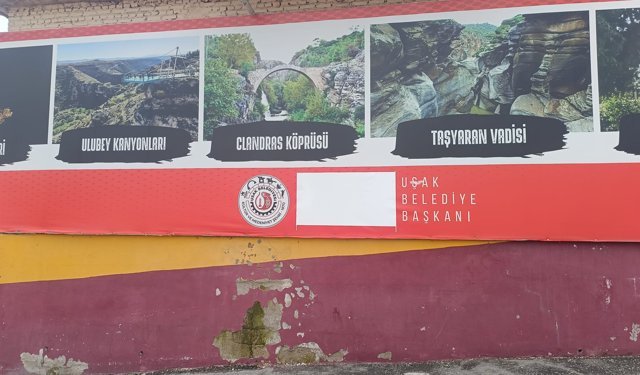 ULUBEY KANYONLARI
CLANDRAS KÖPRÜSÜ
TAŞYARAN VADİSİ
UŞAK
BELEDİYE
BAŞKANI